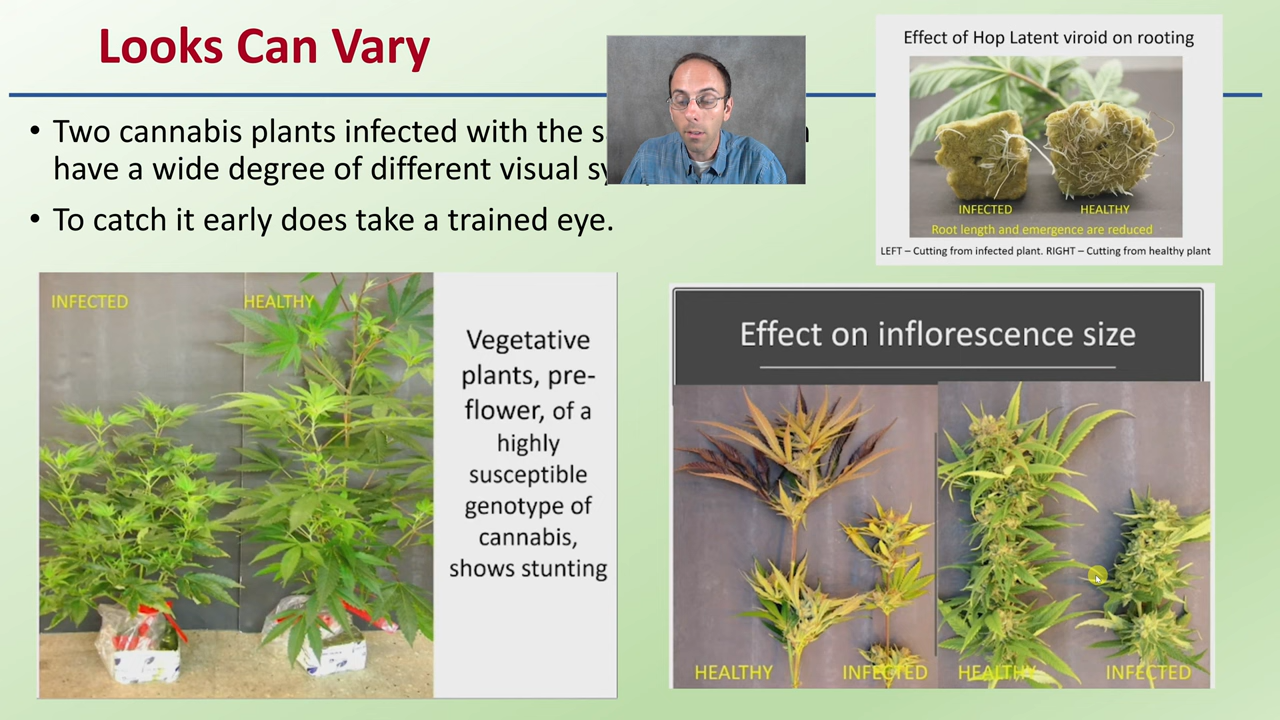 Looks Can Vary
• Two cannabis plants infected with the
have a wide degree of different visual
• To catch it early does take a trained eye.
Effect of Hop Latent viroid on rooting
INFECTED HEALTHY
Root length and emergence are reduced
LEFT – Cutting from infected plant. RIGHT – Cutting from healthy plant
INFECTED HEALTHY
Vegetative
plants, pre-
flower, of a
highly
susceptible
genotype of
cannabis,
shows stunting
Effect on inflorescence size
HEALTHY INFECTED HEALTHY INFECTED